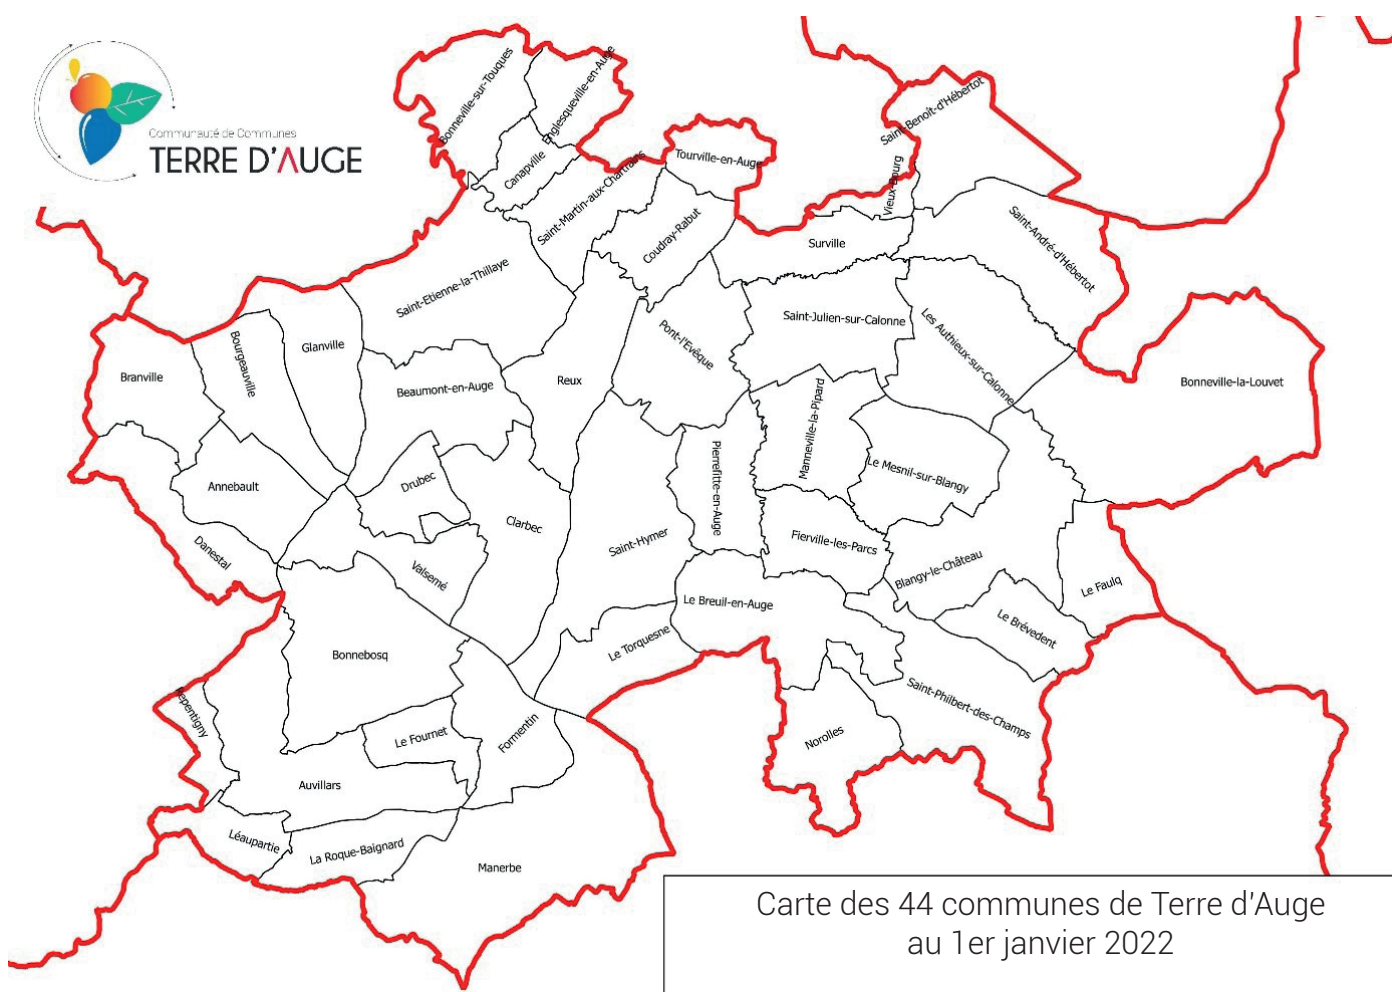 Communauté de Communes
TERRE D'AUGE
Bonneville-sur-Touques
Englesqueville-en-Auge
Canapville
Saint-Martin-aux-Chartrains
Tourville-en-Auge
Saint-Benoît-d'Hébertot
Vieux-Bourg
Coudray-Rabut
Surville
Saint-André-d'Hébertot
Saint-Etienne-la-Thillaye
Saint-Julien-sur-Calonne
Les Authieux-sur-Calonne
Pont-l'Evêque
Glanville
Bourgeauville
Branville
Beaumont-en-Auge
Reux
Bonneville-la-Louvet
Manneville-la-Pipard
Pierrefitte-en-Auge
Le Mesnil-sur-Blangy
Drubec
Annebault
Clarbec
Saint-Hymer
Fierville-les-Parcs
Danestal
Valsemé
Blangy-le-Château
Le Faulq
Le Breuil-en-Auge
Le Brévedent
Le Torquesne
Bonnebosq
Saint-Philbert-des-Champs
Repentigny
Le Fournet
Formentin
Norolles
Auvillars
Léaupartie
La Roque-Baignard
Manerbe
Carte des 44 communes de Terre d'Auge
au 1er janvier 2022